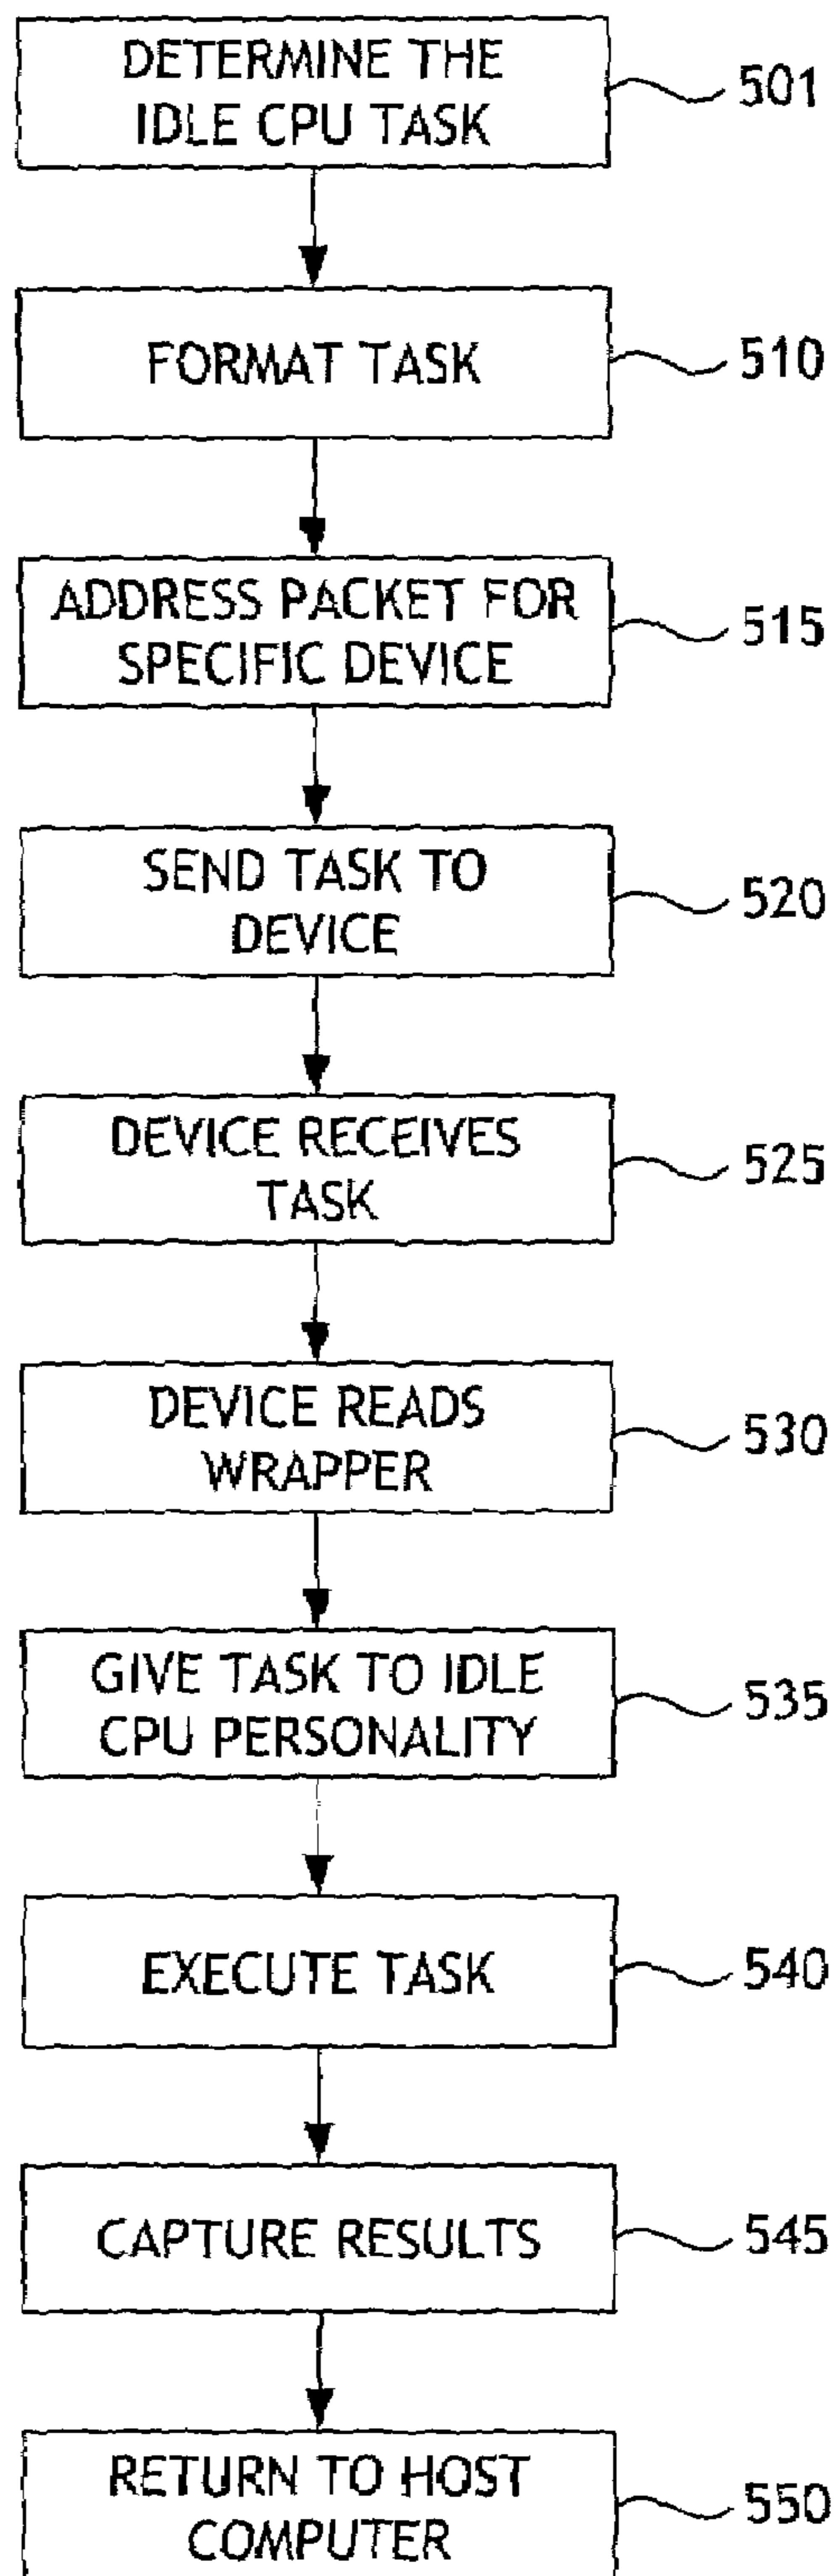 DETERMINE THE
IDLE CPU TASK
501
FORMAT TASK
510
ADDRESS PACKET FOR
SPECIFIC DEVICE
515
SEND TASK TO
DEVICE
520
DEVICE RECEIVES
TASK
525
DEVICE READS
WRAPPER
530
GIVE TASK TO IDLE
CPU PERSONALITY
535
EXECUTE TASK
540
CAPTURE RESULTS
545
RETURN TO HOST
COMPUTER
550